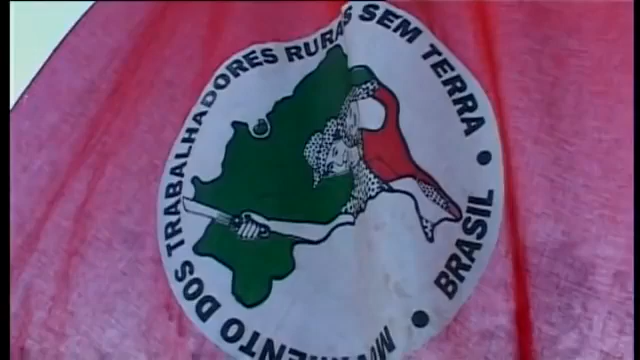 MOVIMENTO DOS TRABALHADORES RURAIS SEM TERRA • BRASIL •